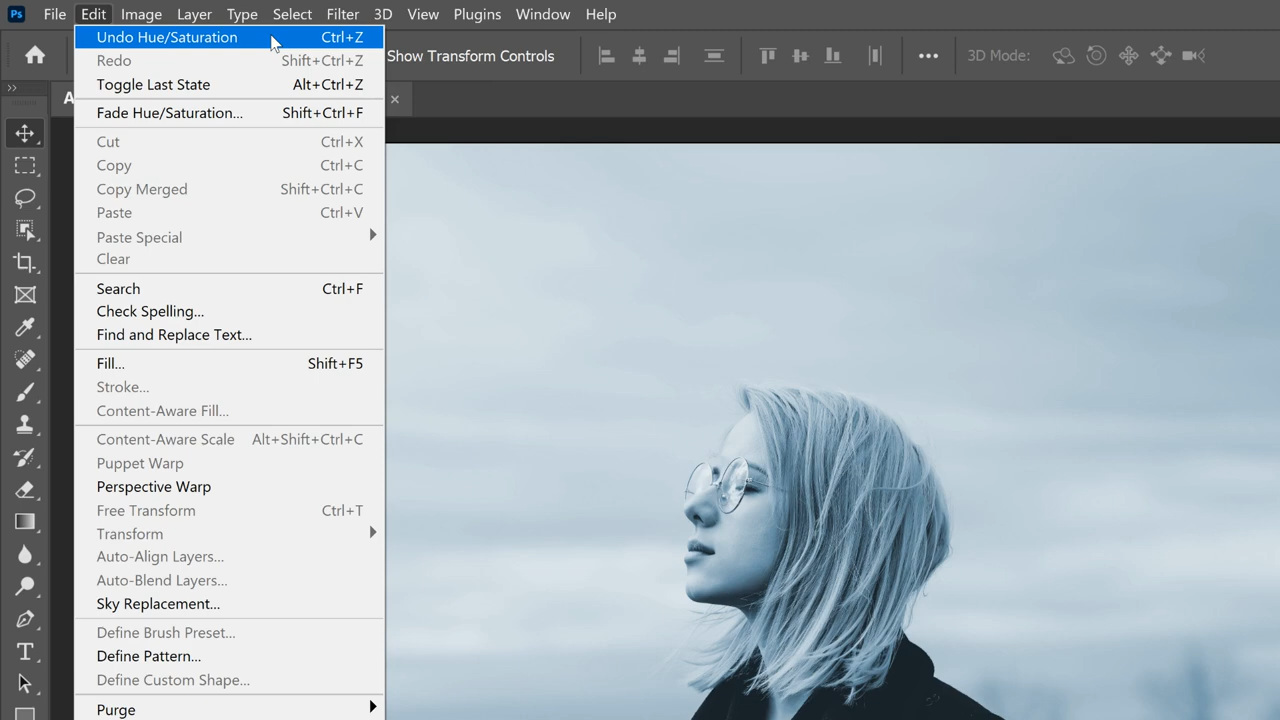 Ps File Edit Image Layer Type Select Filter 3D View Plugins Window Help
Show Transform Controls 3D Mode:
A
Undo Hue/Saturation Ctrl+Z
Redo Shift+Ctrl+Z
Toggle Last State Alt+Ctrl+Z
Fade Hue/Saturation... Shift+Ctrl+F
Cut Ctrl+X
Copy Ctrl+C
Copy Merged Shift+Ctrl+C
Paste Ctrl+V
Paste Special
Clear
Search Ctrl+F
Check Spelling...
Find and Replace Text...
Fill... Shift+F5
Stroke...
Content-Aware Fill...
Content-Aware Scale Alt+Shift+Ctrl+C
Puppet Warp
Perspective Warp
Free Transform Ctrl+T
Transform
Auto-Align Layers...
Auto-Blend Layers...
Sky Replacement...
Define Brush Preset...
Define Pattern...
Define Custom Shape...
Purge